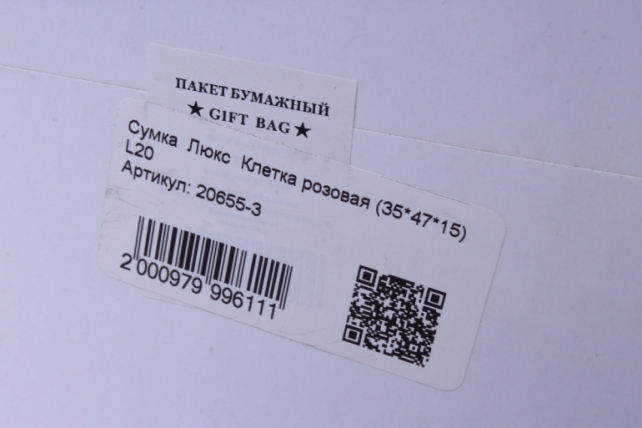 ПАКЕТ БУМАЖНЫЙ
★ GIFT BAG ★
Сумка Люкс Клетка розовая (35*47*15)
L20
Артикул: 20655-3
2 000979 996111